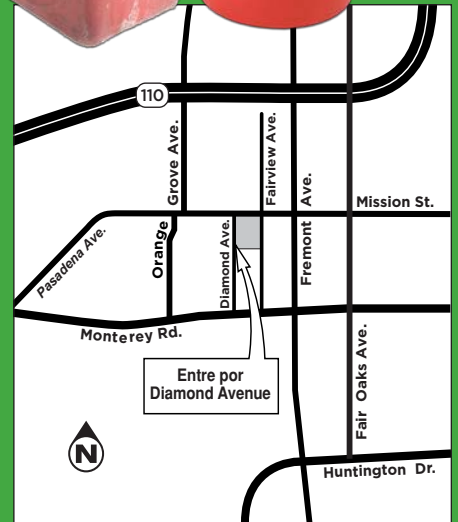 110
Grove Ave.
Fairview Ave.
Mission St.
Pasadena Ave.
Orange
Diamond Ave.
Fremont Ave.
Monterey Rd.
Entre por
Diamond Avenue
Fair Oaks Ave.
N
Huntington Dr.